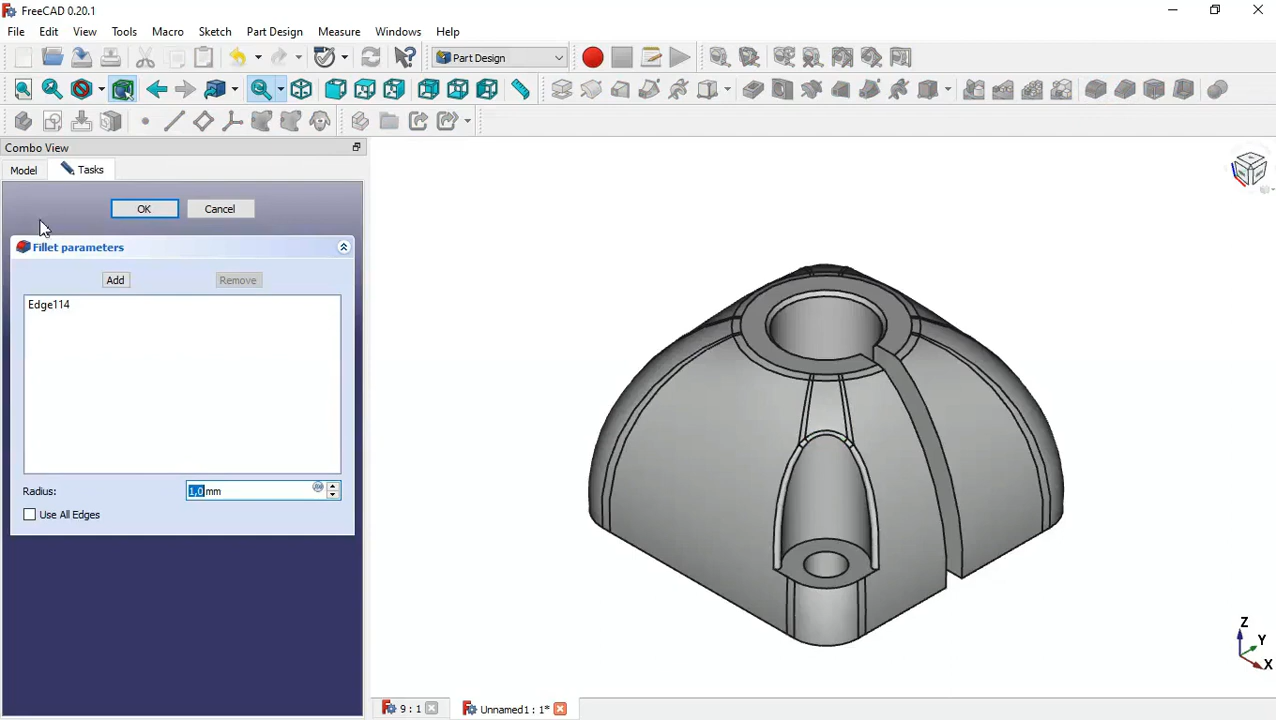 FreeCAD 0.20.1
File Edit View Tools Macro Sketch Part Design Measure Windows Help
Part Design
Combo View
Model Tasks
OK Cancel
Fillet parameters
Add Remove
Edge114
Radius: 1,0 mm
Use All Edges
Z
Y
X
9 : 1 Unnamed1 : 1*